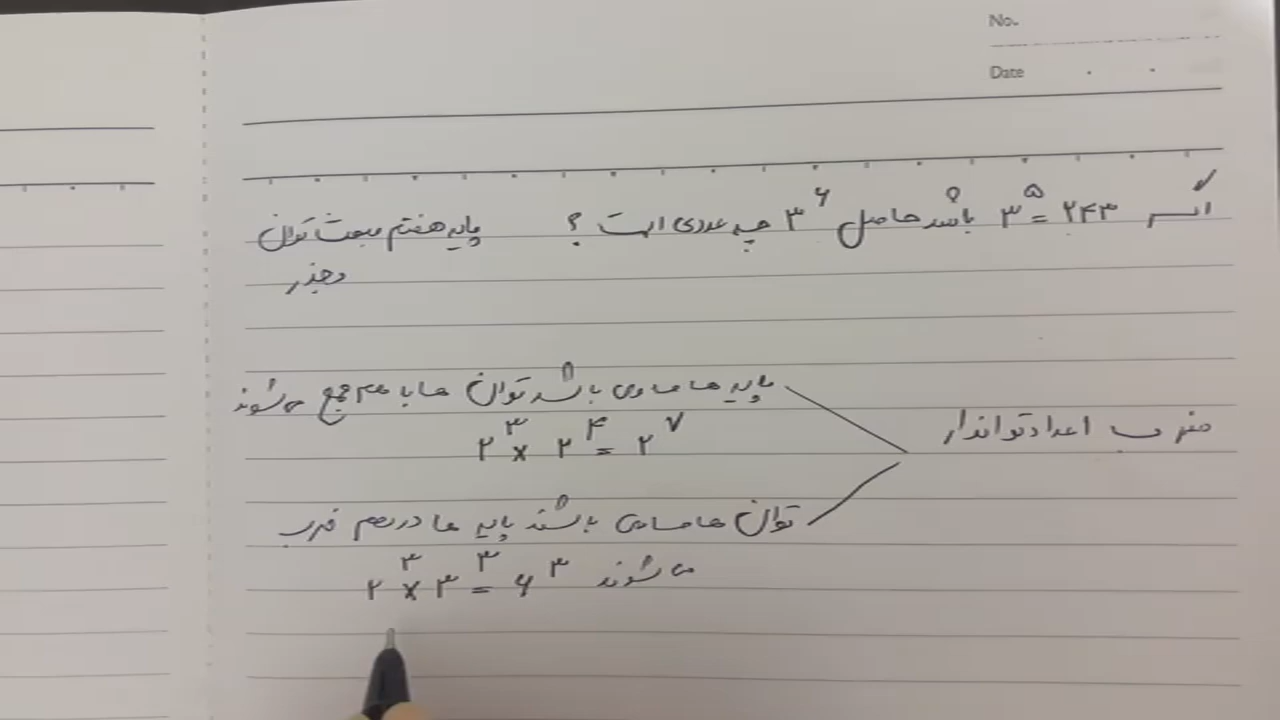 No.
Date
اگر ۳^۵ = ۲۴۳ باشد حاصل ۳^۶ چه عددی است ؟ پایه هفتم مبحث توان
و جذر
پایه ها مساوی باشد توان ها با هم جمع می شوند
ضرب اعداد تواندار
۲^۳ × ۲^۴ = ۲^۷
توان ها مساوی باشند پایه ها در هم ضرب
می شوند ۲^۳ × ۳^۳ = ۶^۳